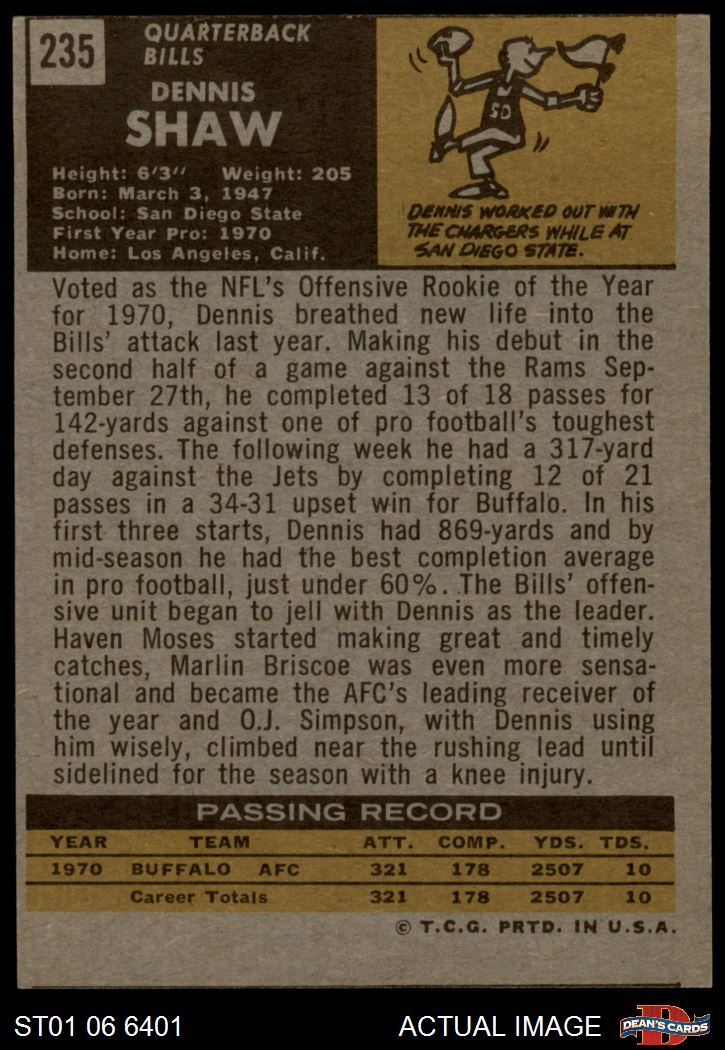 235
QUARTERBACK
BILLS
DENNIS
SHAW
Height: 6'3" Weight: 205
Born: March 3, 1947
School: San Diego State
First Year Pro: 1970
Home: Los Angeles, Calif.
SD
DENNIS WORKED OUT WITH
THE CHARGERS WHILE AT
SAN DIEGO STATE.
Voted as the NFL's Offensive Rookie of the Year
for 1970, Dennis breathed new life into the
Bills' attack last year. Making his debut in the
second half of a game against the Rams Sep-
tember 27th, he completed 13 of 18 passes for
142-yards against one of pro football's toughest
defenses. The following week he had a 317-yard
day against the Jets by completing 12 of 21
passes in a 34-31 upset win for Buffalo. In his
first three starts, Dennis had 869-yards and by
mid-season he had the best completion average
in pro football, just under 60%. The Bills' offen-
sive unit began to jell with Dennis as the leader.
Haven Moses started making great and timely
catches, Marlin Briscoe was even more sensa-
tional and became the AFC's leading receiver of
the year and O.J. Simpson, with Dennis using
him wisely, climbed near the rushing lead until
sidelined for the season with a knee injury.
PASSING RECORD
YEAR TEAM ATT. COMP. YDS. TDS.
1970 BUFFALO AFC 321 178 2507 10
Career Totals 321 178 2507 10
© T.C.G. PRTD. IN U.S.A.
ST01 06 6401 ACTUAL IMAGE
D
DEAN'S CARDS